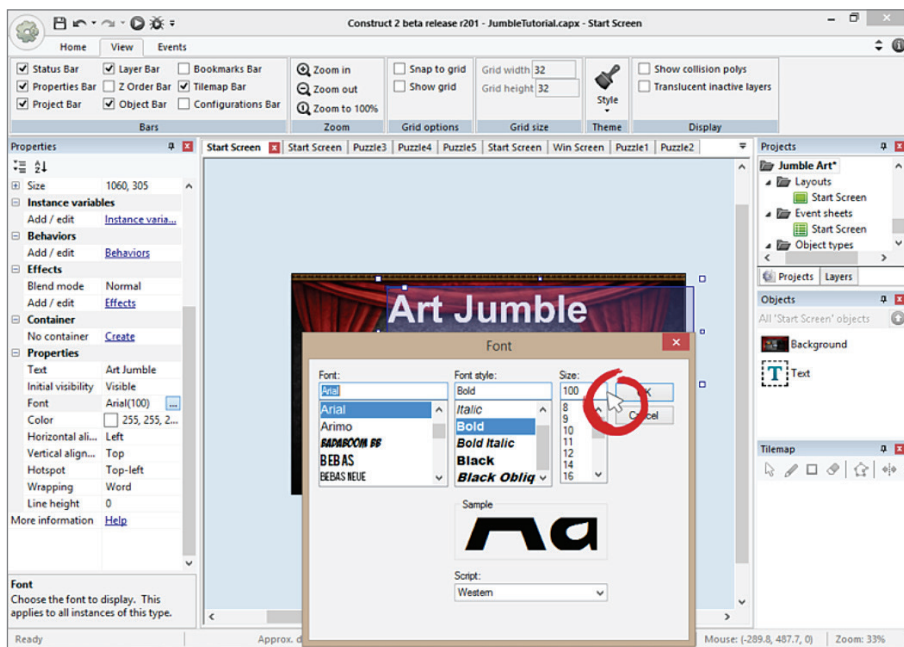 Construct 2 beta release r201 - JumbleTutorial.capx - Start Screen
Home View Events
Status Bar Layer Bar Bookmarks Bar
Properties Bar Z Order Bar Tilemap Bar
Project Bar Object Bar Configurations Bar
Bars
Zoom in
Zoom out
Zoom to 100%
Zoom
Snap to grid
Show grid
Grid options
Grid width 32
Grid height 32
Grid size
Style
Theme
Show collision polys
Translucent inactive layers
Display
Properties
Size 1060, 305
Instance variables
Add / edit Instance varia...
Behaviors
Add / edit Behaviors
Effects
Blend mode Normal
Add / edit Effects
Container
No container Create
Properties
Text Art Jumble
Initial visibility Visible
Font Arial(100) ...
Color 255, 255, 2...
Horizontal ali... Left
Vertical align... Top
Hotspot Top-left
Wrapping Word
Line height 0
More information Help
Font
Choose the font to display. This
applies to all instances of this type.
Start Screen Start Screen Puzzle3 Puzzle4 Puzzle5 Start Screen Win Screen Puzzle1 Puzzle2
Art Jumble
Font
Font:
Arial
Arial
Arimo
BADABOOM BB
BEBAS
BEBAS NEUE
Font style:
Bold
Italic
Bold
Bold Italic
Black
Black Obliq
Size:
100
8
9
10
11
12
14
16
Cancel
Sample
Script:
Western
Projects
Jumble Art*
Layouts
Start Screen
Event sheets
Start Screen
Object types
Projects Layers
Objects
All 'Start Screen' objects
Background
T Text
Tilemap
Ready Approx. d Mouse: (-289.8, 487.7, 0) Zoom: 33%